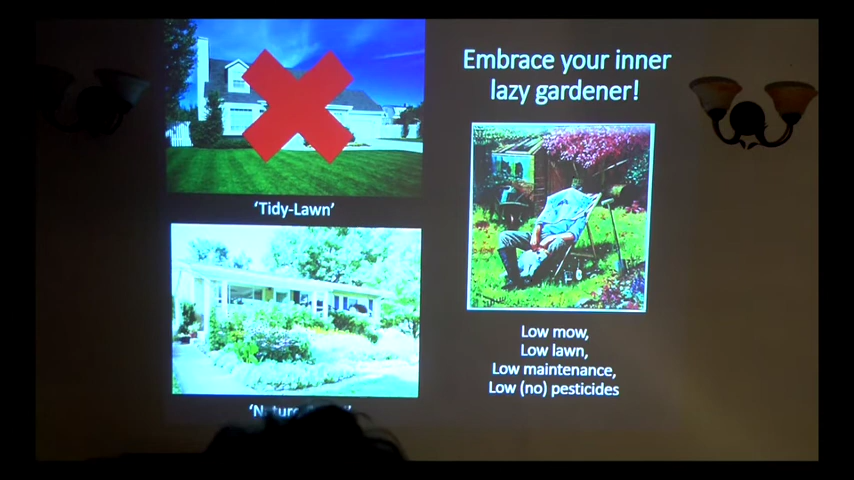 Embrace your inner
lazy gardener!
'Tidy-Lawn'
Low mow,
Low lawn,
Low maintenance,
Low (no) pesticides